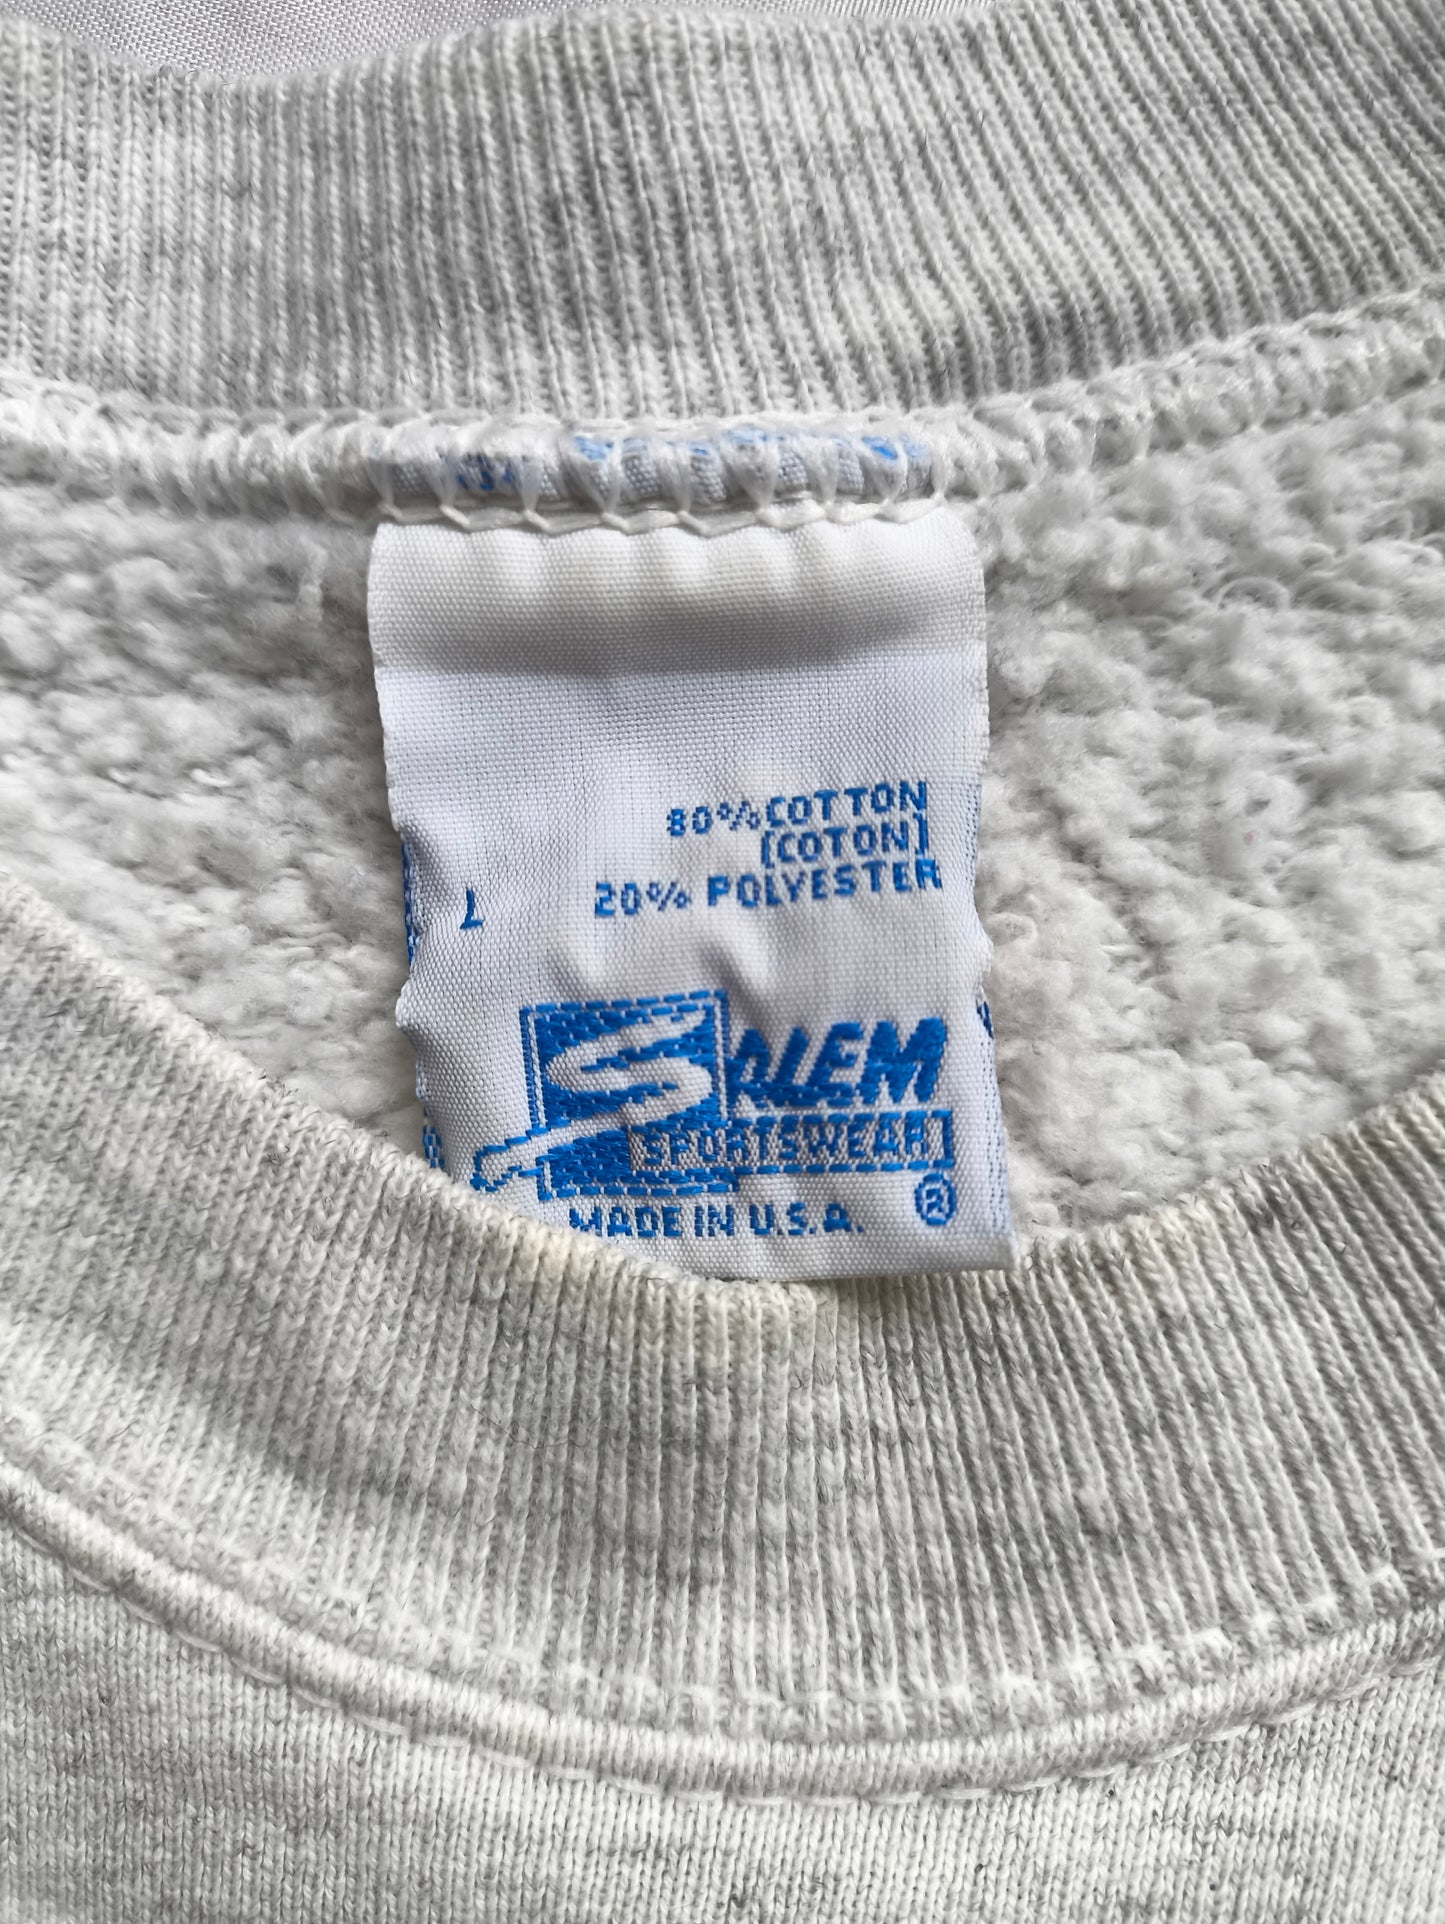 80% COTTON
[COTON]
20% POLYESTER
L
SALEM
SPORTSWEAR
MADE IN U.S.A. ®